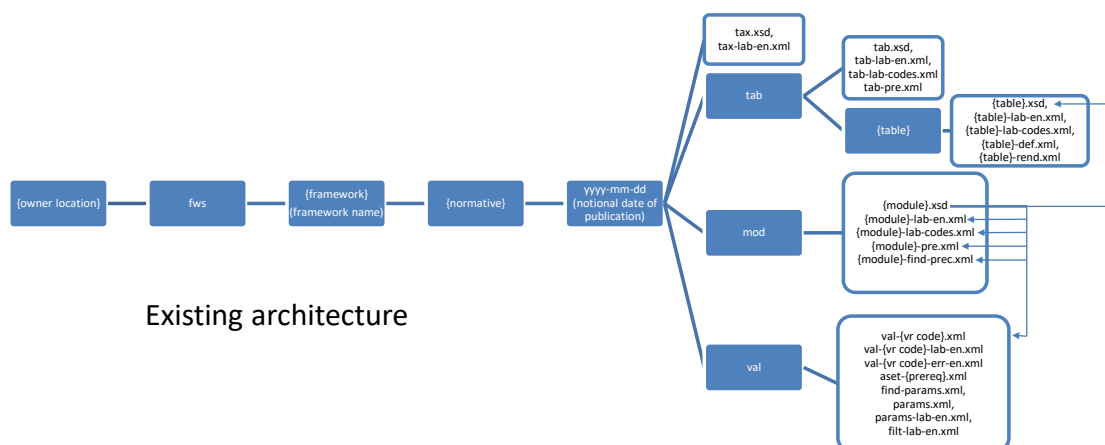 tax.xsd,
tax-lab-en.xml
tab.xsd,
tab-lab-en.xml,
tab-lab-codes.xml
tab-pre.xml
tab
{table}
{table}.xsd,
{table}-lab-en.xml,
{table}-lab-codes.xml,
{table}-def.xml,
{table}-rend.xml
{owner location}
fws
{framework}
(framework name)
{normative}
yyyy-mm-dd
(notional date of
publication)
mod
{module}.xsd
{module}-lab-en.xml
{module}-lab-codes.xml
{module}-pre.xml
{module}-find-prec.xml
Existing architecture
val
val-{vr code}.xml
val-{vr code}-lab-en.xml
val-{vr code}-err-en.xml
aset-{prereq}.xml
find-params.xml,
params.xml,
params-lab-en.xml,
filt-lab-en.xml